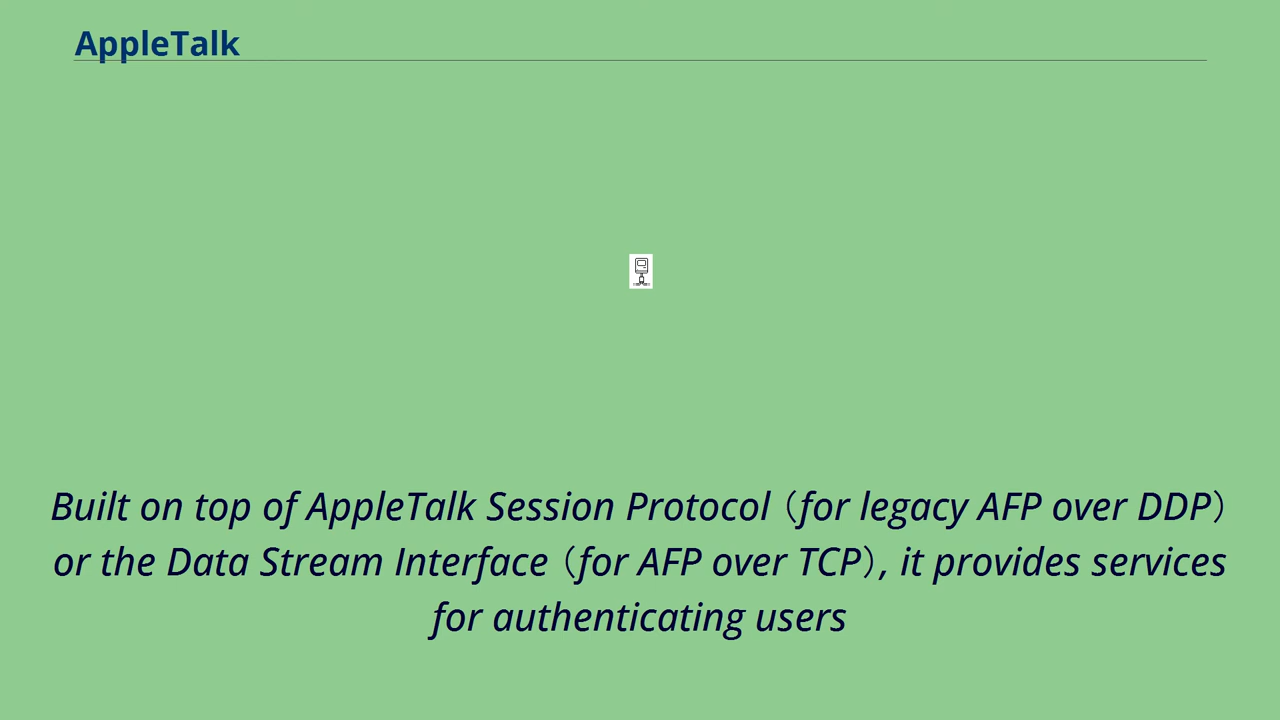 AppleTalk
Built on top of AppleTalk Session Protocol (for legacy AFP over DDP)
or the Data Stream Interface (for AFP over TCP), it provides services
for authenticating users